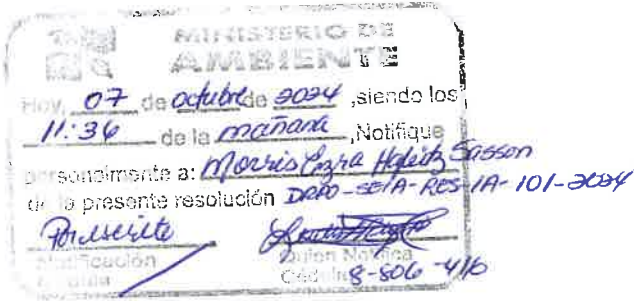 MINISTERIO DE
AMBIENTE
Hoy, 07 de octubre de 2024, siendo los
11:36 de la mañana, Notifique
personalmente a: Morris Ezra Hafeitz Sasson
de la presente resolución DRPO-SEIA-RES-IA-101-2024
Por escrito
Notificación Quien Notifica
Cédula Cédula 8-806-416